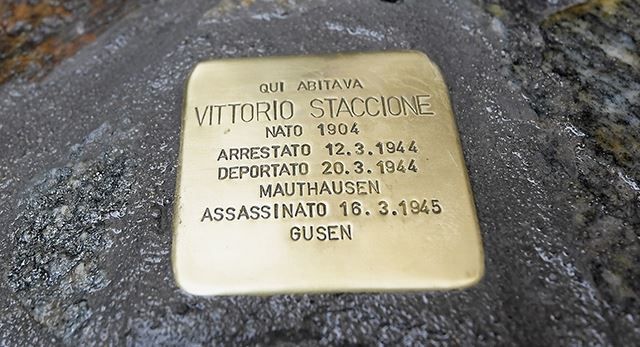 QUI ABITAVA
VITTORIO STACCIONE
NATO 1904
ARRESTATO 12.3.1944
DEPORTATO 20.3.1944
MAUTHAUSEN
ASSASSINATO 16.3.1945
GUSEN